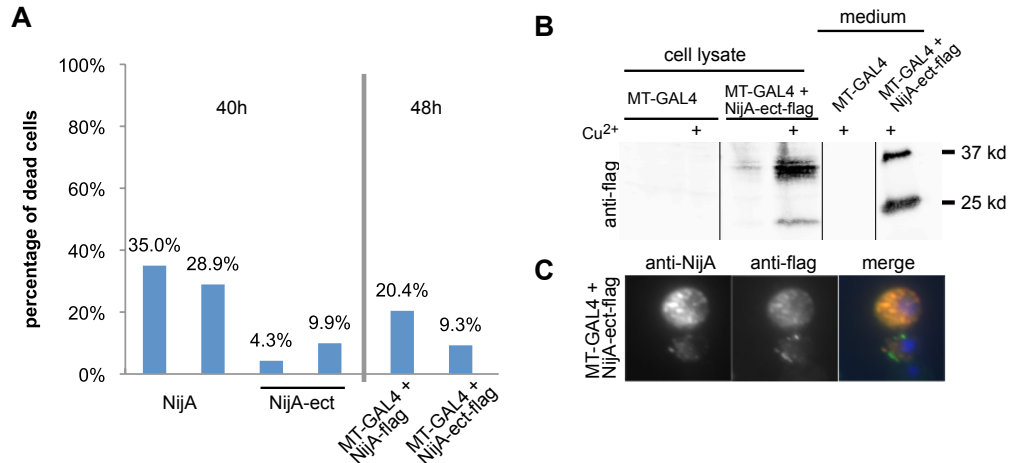 A
percentage of dead cells
100%
80%
60%
40%
20%
0%
40h
48h
35.0%
28.9%
4.3%
9.9%
20.4%
9.3%
NijA
NijA-ect
MT-GAL4 +
NijA-flag
MT-GAL4 +
NijA-ect-flag
B
medium
cell lysate
MT-GAL4
MT-GAL4 +
NijA-ect-flag
MT-GAL4
MT-GAL4 +
NijA-ect-flag
Cu2+ + + + +
anti-flag
37 kd
25 kd
C
anti-NijA anti-flag merge
MT-GAL4 +
NijA-ect-flag